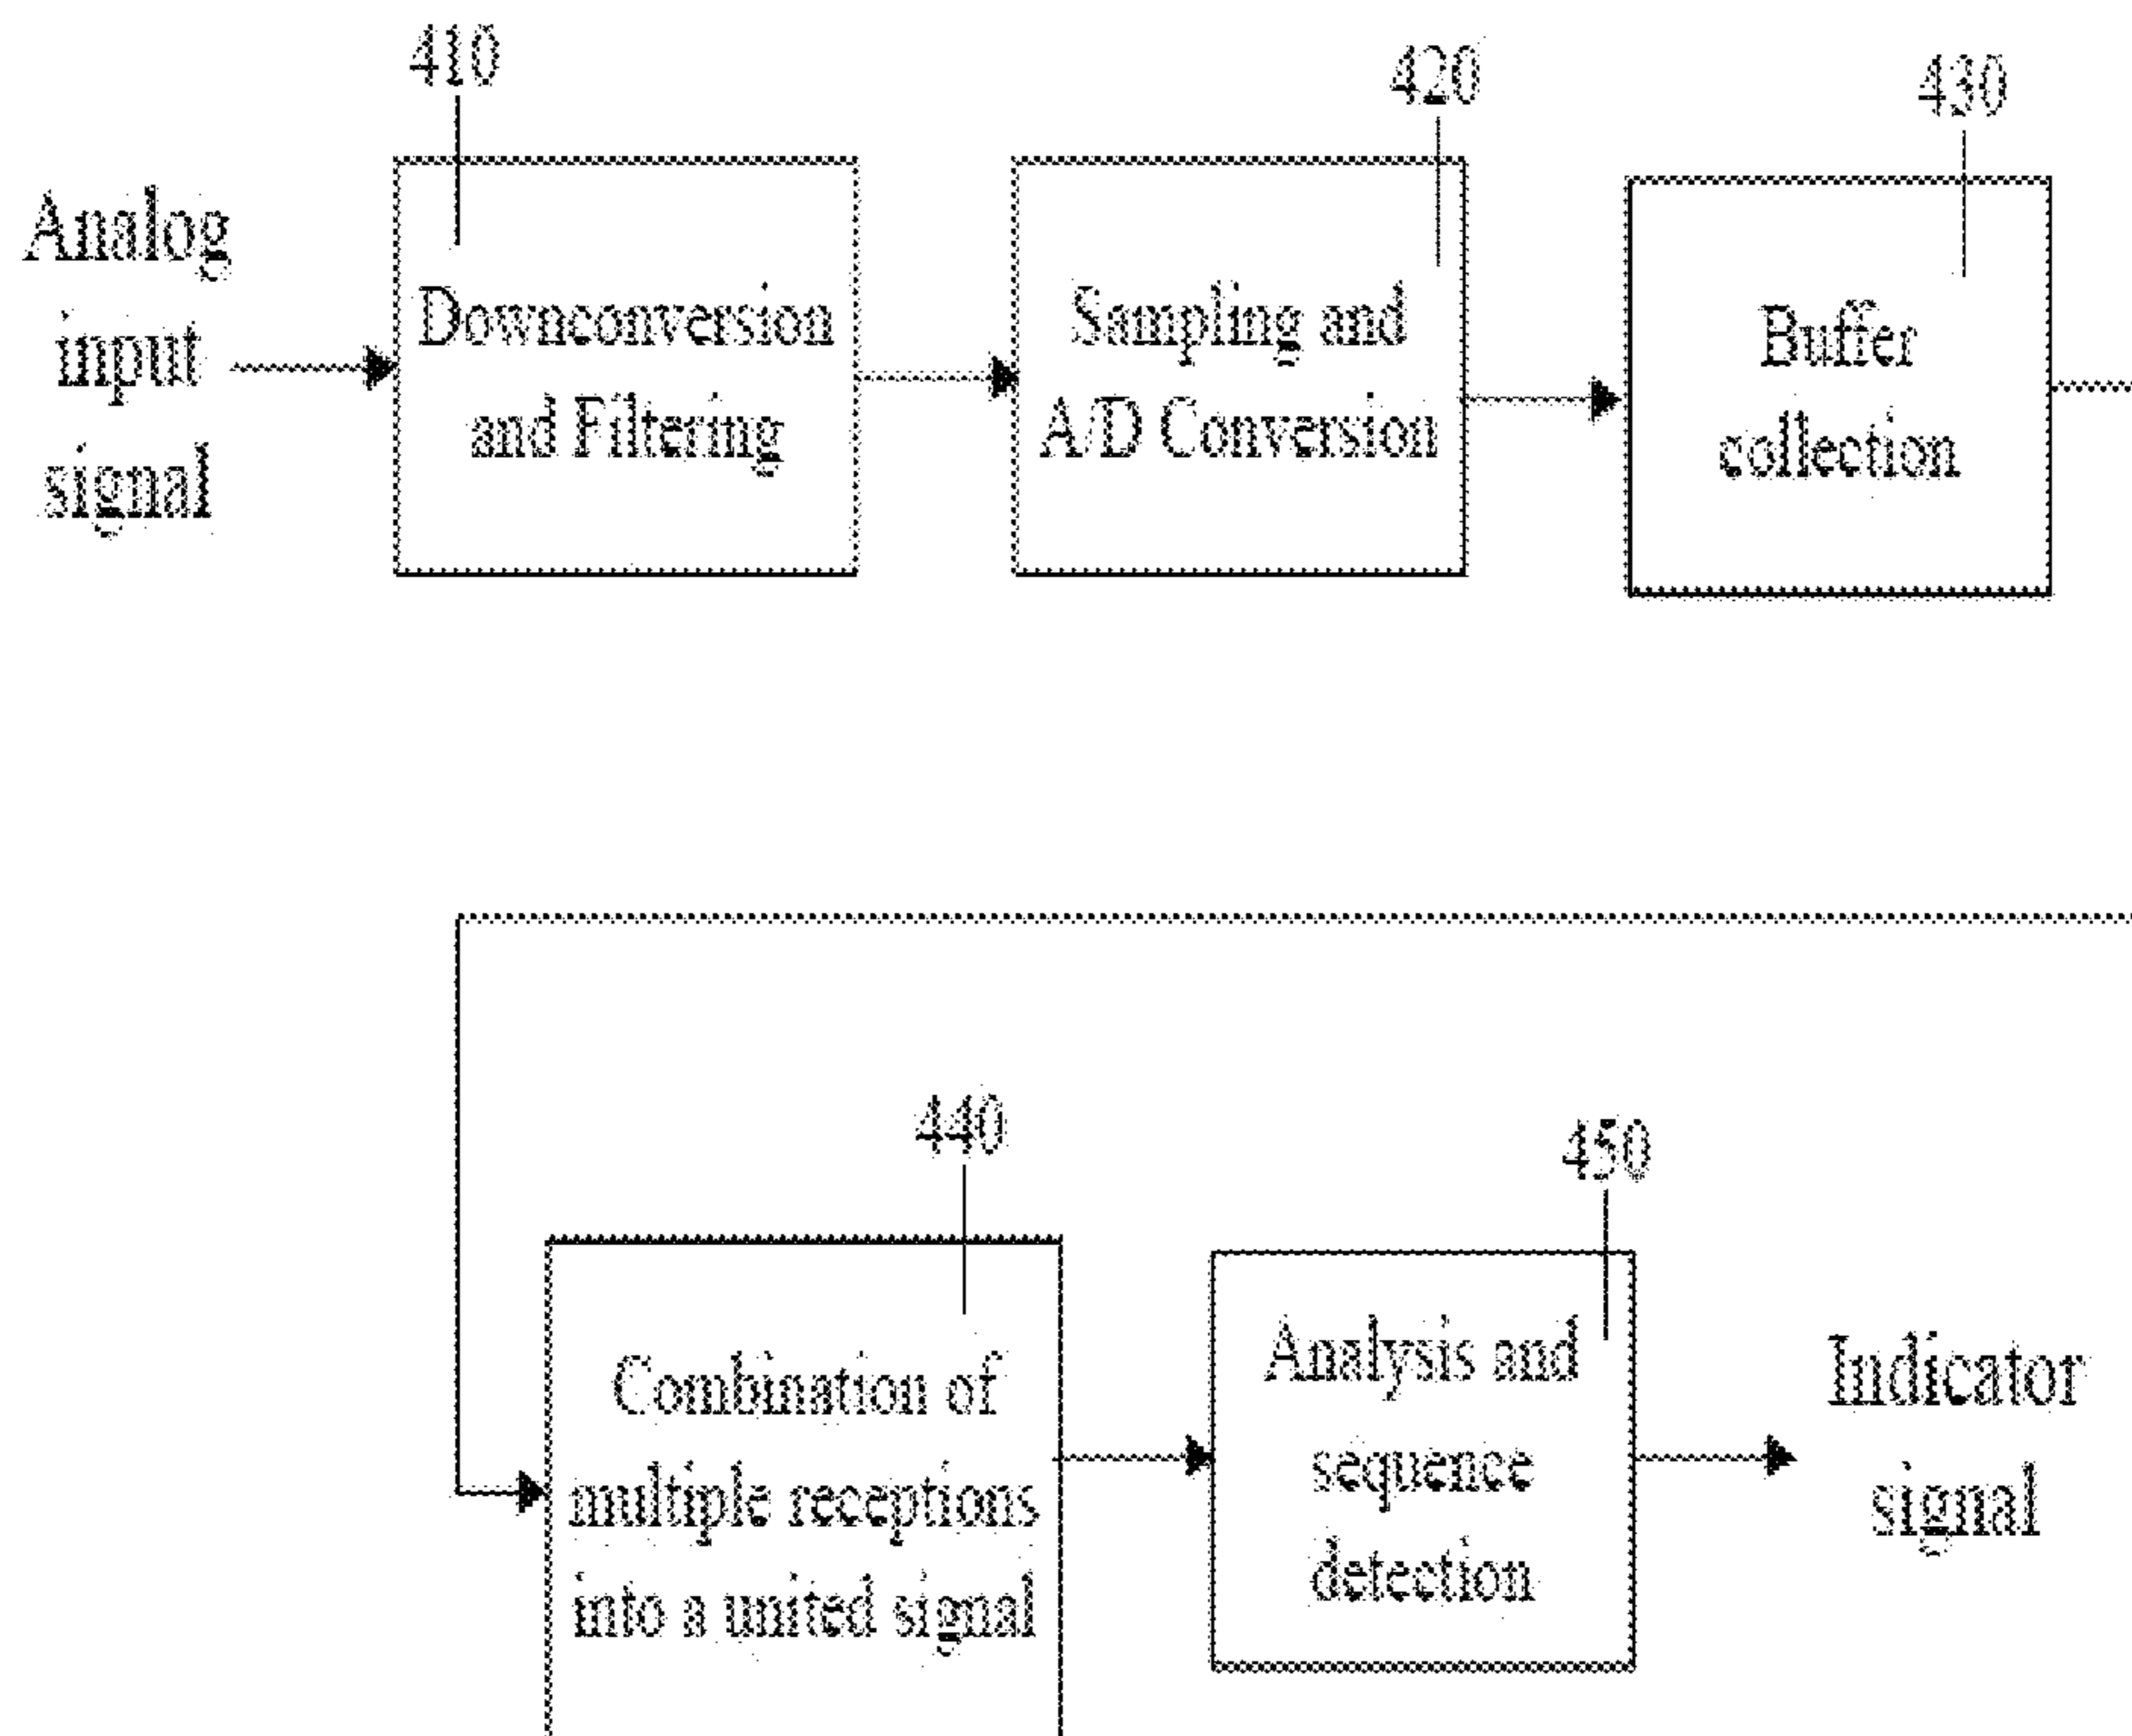 410
420
430
Analog
input
signal
Downconversion
and Filtering
Sampling and
A/D Conversion
Buffer
collection
440
450
Combination of
multiple receptions
into a united signal
Analysis and
sequence
detection
Indicator
signal